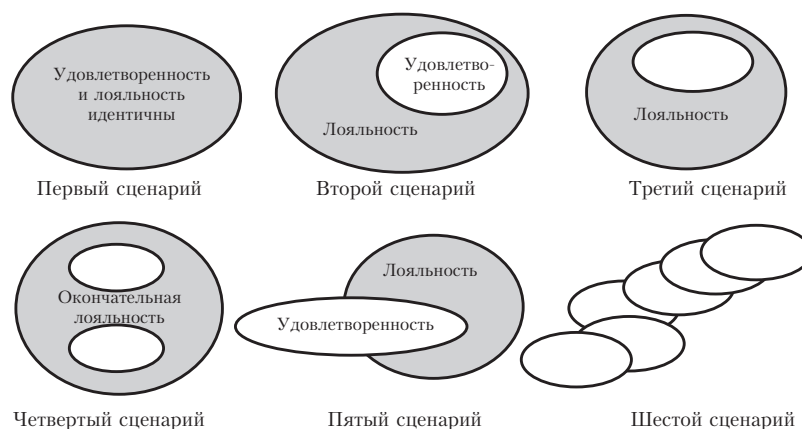 Удовлетворенность
и лояльность
идентичны
Удовлетво-
ренность
Лояльность
Лояльность
Первый сценарий
Второй сценарий
Третий сценарий
Окончательная
лояльность
Лояльность
Удовлетворенность
Четвертый сценарий
Пятый сценарий
Шестой сценарий